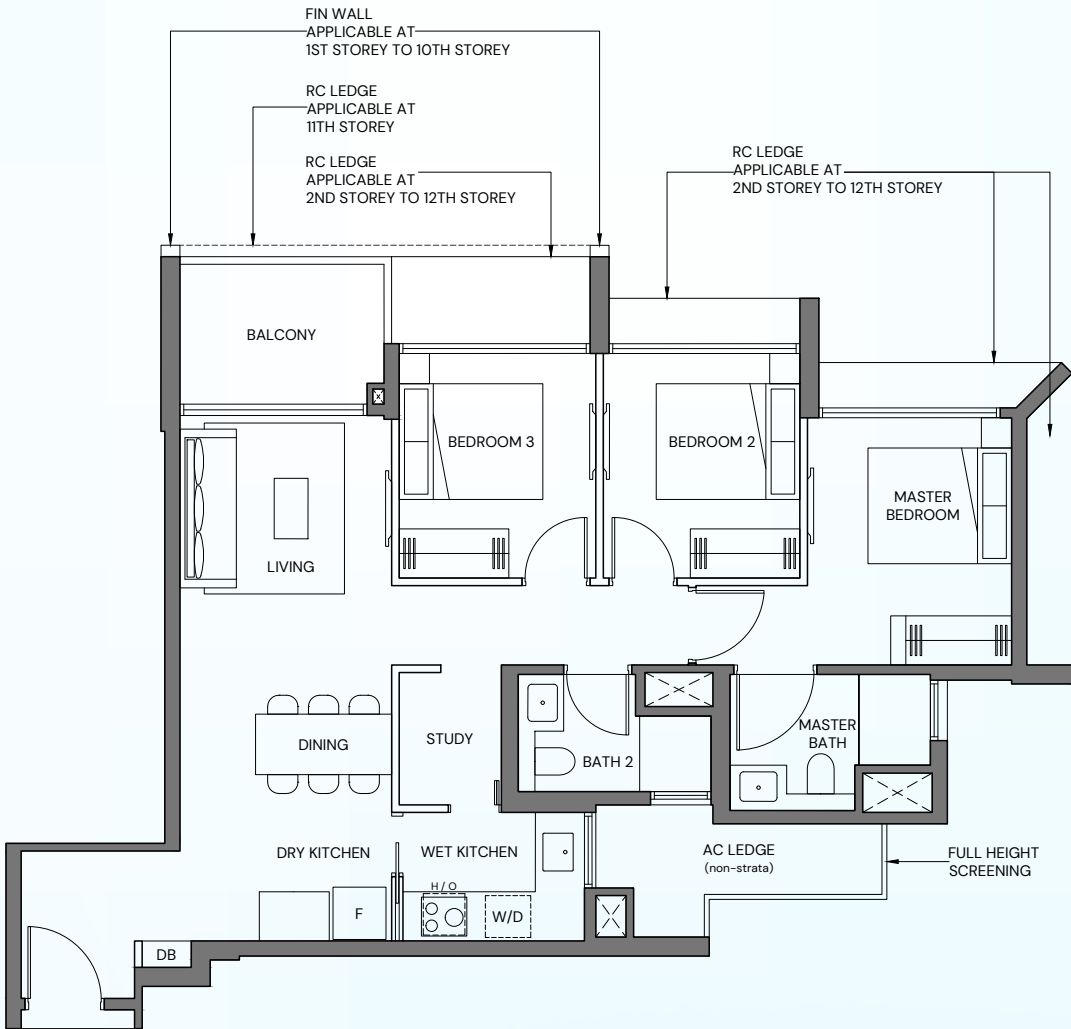 FIN WALL
APPLICABLE AT
1ST STOREY TO 10TH STOREY
RC LEDGE
APPLICABLE AT
11TH STOREY
RC LEDGE
APPLICABLE AT
2ND STOREY TO 12TH STOREY
RC LEDGE
APPLICABLE AT
2ND STOREY TO 12TH STOREY
BALCONY
BEDROOM 3
BEDROOM 2
MASTER
BEDROOM
LIVING
DINING
STUDY
BATH 2
MASTER
BATH
DRY KITCHEN
WET KITCHEN
AC LEDGE
(non-strata)
FULL HEIGHT
SCREENING
H / O
F
W/D
DB